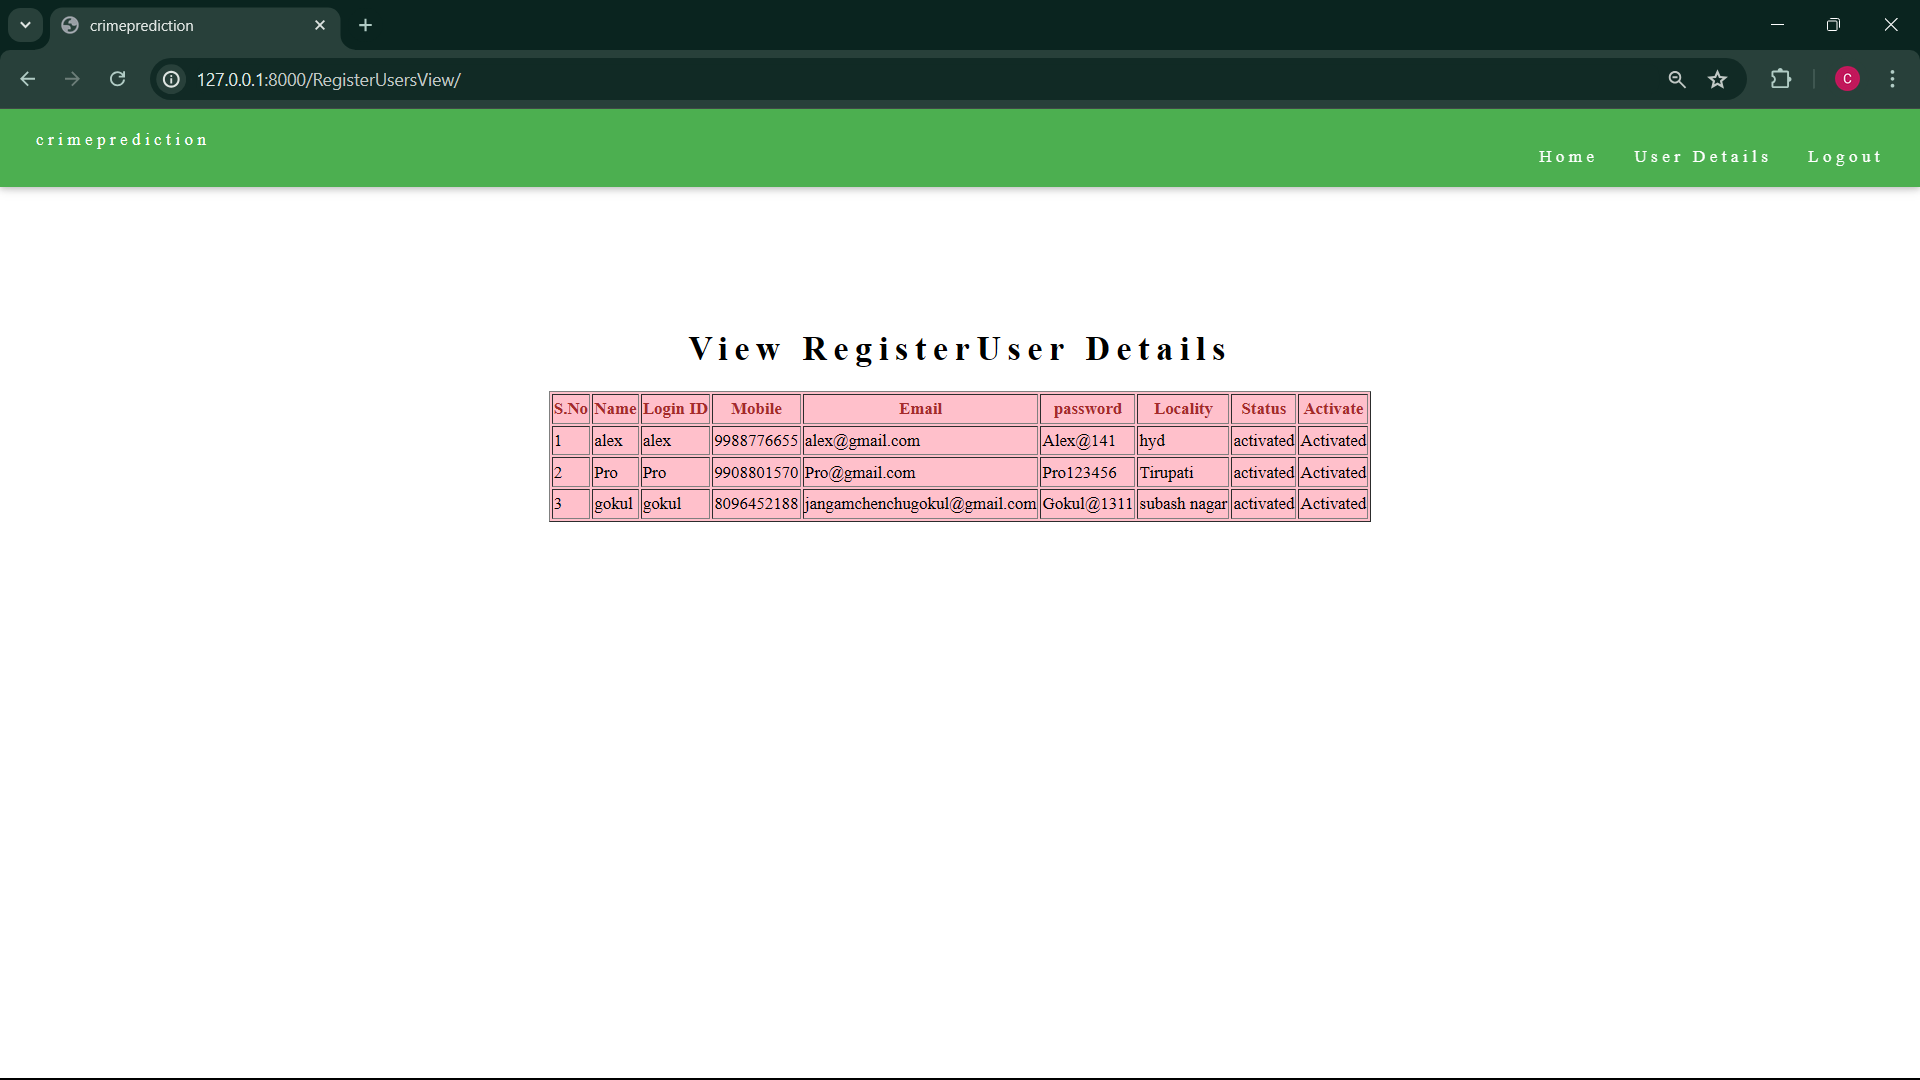 crimeprediction
127.0.0.1:8000/RegisterUsersView/
C
crimeprediction
Home User Details Logout
View RegisterUser Details
S.No Name Login ID Mobile Email password Locality Status Activate
1 alex alex 9988776655 alex@gmail.com Alex@141 hyd activated Activated
2 Pro Pro 9908801570 Pro@gmail.com Pro123456 Tirupati activated Activated
3 gokul gokul 8096452188 jangamchenchugokul@gmail.com Gokul@1311 subash nagar activated Activated